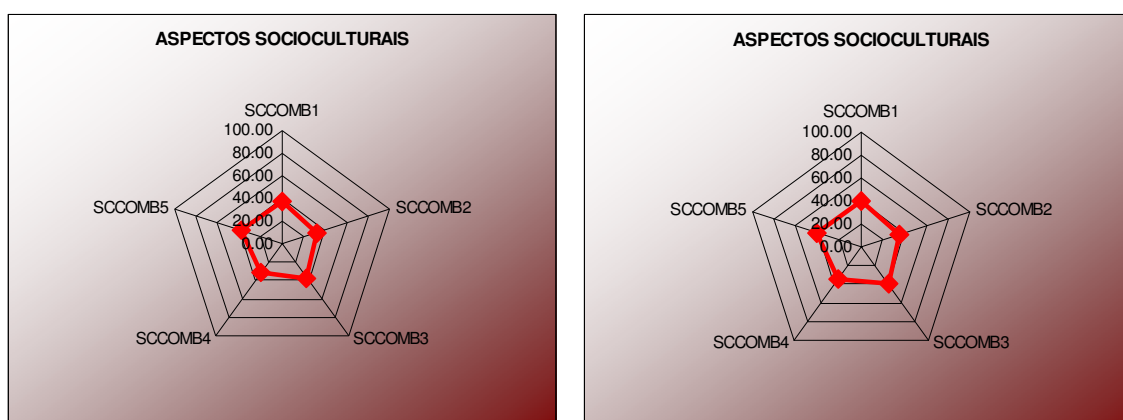 ASPECTOS SOCIOCULTURAIS
SCCOMB1
100.00
80.00
60.00
40.00
20.00
0.00
SCCOMB5
SCCOMB2
SCCOMB4
SCCOMB3
ASPECTOS SOCIOCULTURAIS
SCCOMB1
100.00
80.00
60.00
40.00
20.00
0.00
SCCOMB5
SCCOMB2
SCCOMB4
SCCOMB3